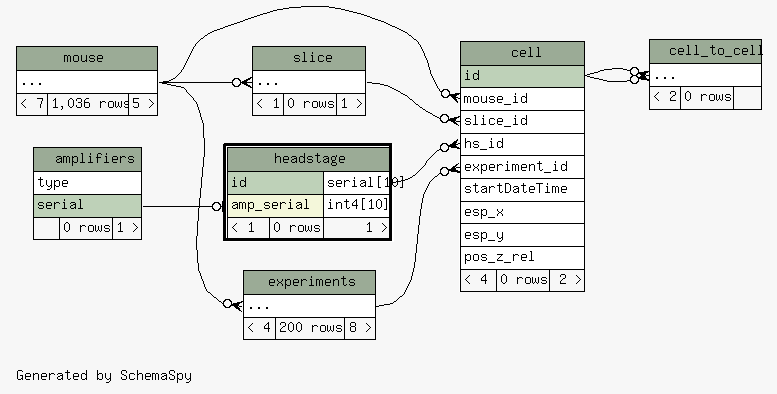 mouse
...
< 7 1,036 rows 5 >
slice
...
< 1 0 rows 1 >
cell
id
mouse_id
slice_id
hs_id
experiment_id
startDateTime
esp_x
esp_y
pos_z_rel
< 4 0 rows 2 >
cell_to_cell
...
< 2 0 rows
amplifiers
type
serial
0 rows 1 >
headstage
id serial[10]
amp_serial int4[10]
< 1 0 rows 1 >
experiments
...
< 4 200 rows 8 >
Generated by SchemaSpy